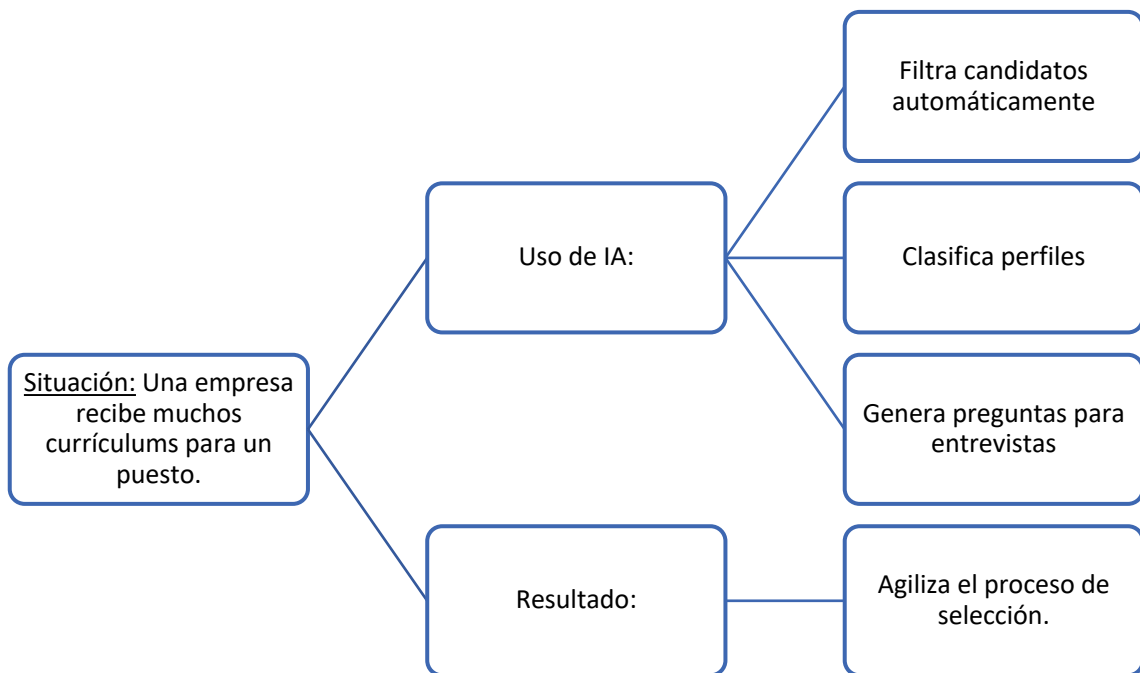 Situación: Una empresa
recibe muchos
currículums para un
puesto.
Uso de IA:
Filtra candidatos
automáticamente
Clasifica perfiles
Genera preguntas para
entrevistas
Resultado:
Agiliza el proceso de
selección.